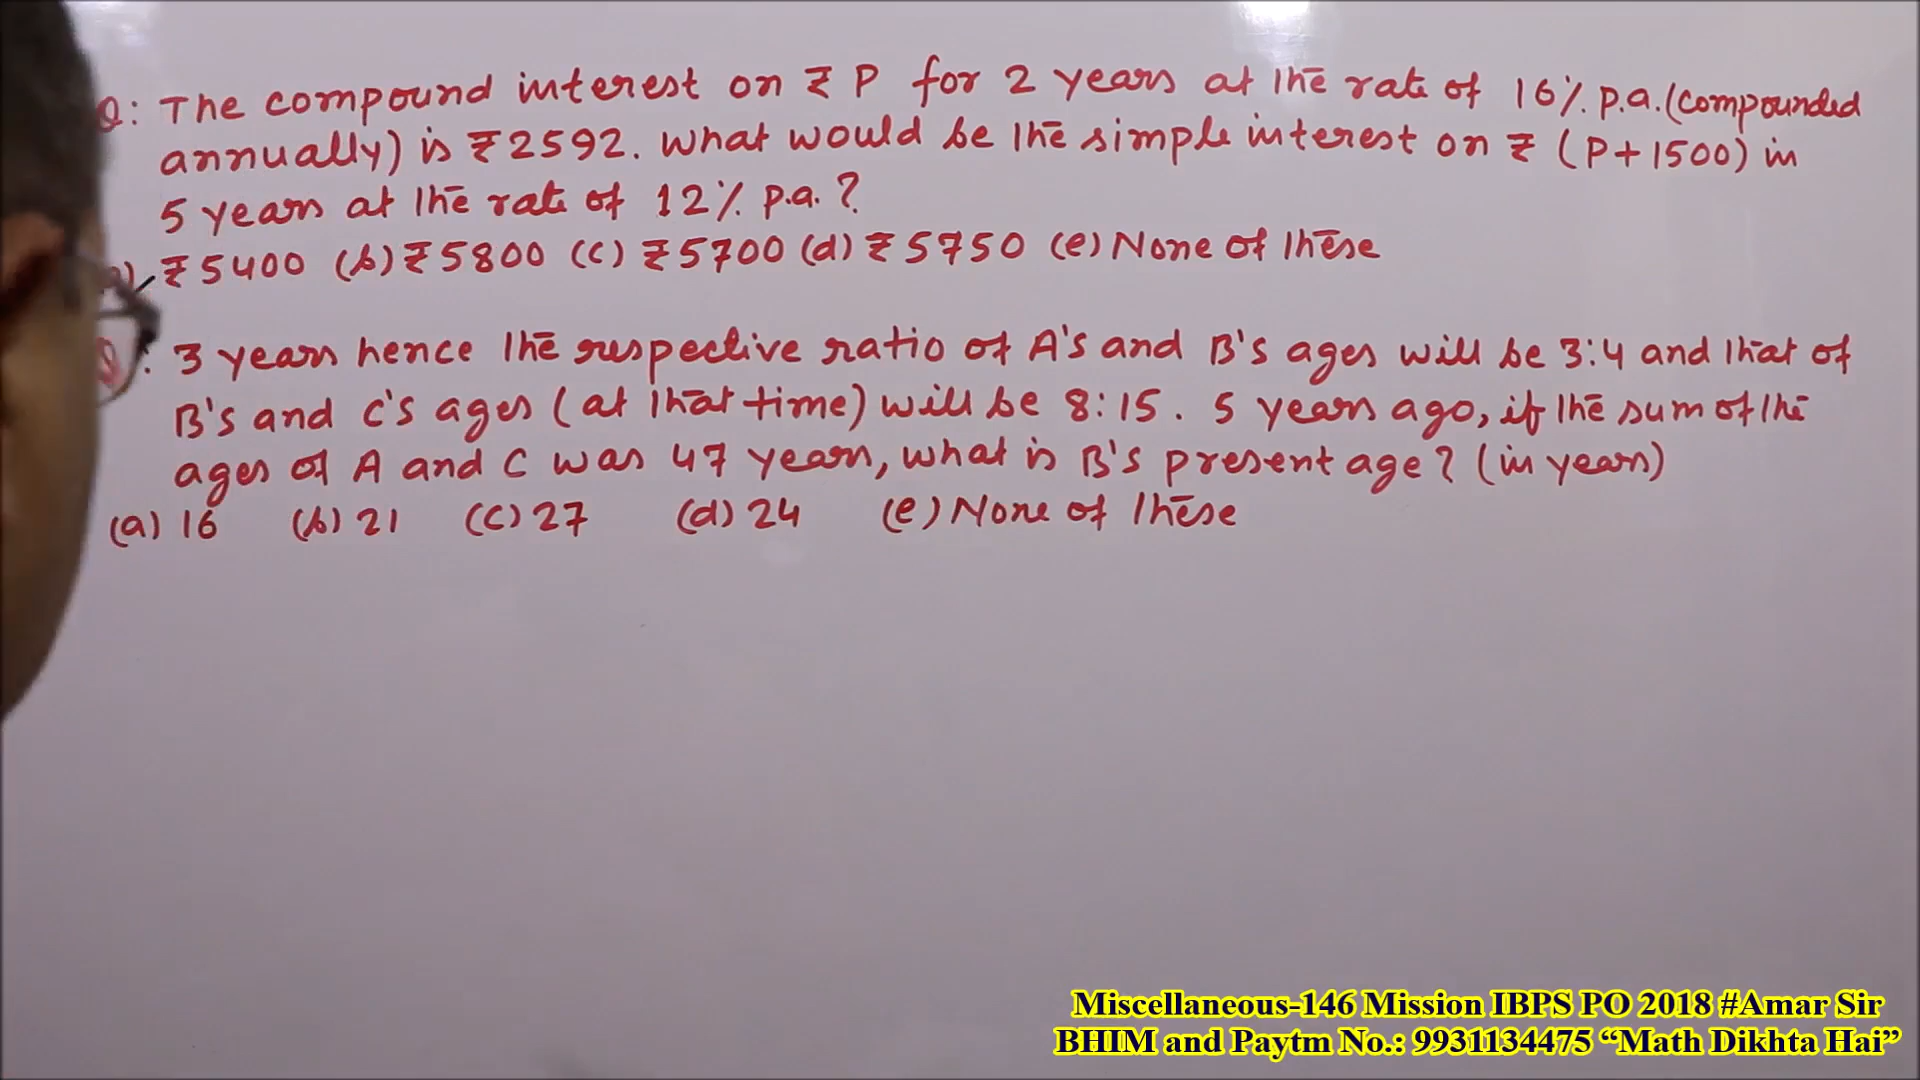 Q: The compound interest on ₹ P for 2 years at the rate of 16% p.a. (compounded
annually) is ₹2592. What would be the simple interest on ₹ (P+1500) in
5 years at the rate of 12% p.a.?
₹5400 (b) ₹5800 (c) ₹5700 (d) ₹5750 (e) None of these
Q: 3 years hence the respective ratio of A's and B's ages will be 3:4 and that of
B's and C's ages (at that time) will be 8:15. 5 years ago, if the sum of the
ages of A and C was 47 years, what is B's present age? (in years)
(a) 16 (b) 21 (c) 27 (d) 24 (e) None of these
Miscellaneous-146 Mission IBPS PO 2018 #Amar Sir
BHIM and Paytm No.: 9931134475 “Math Dikhta Hai”